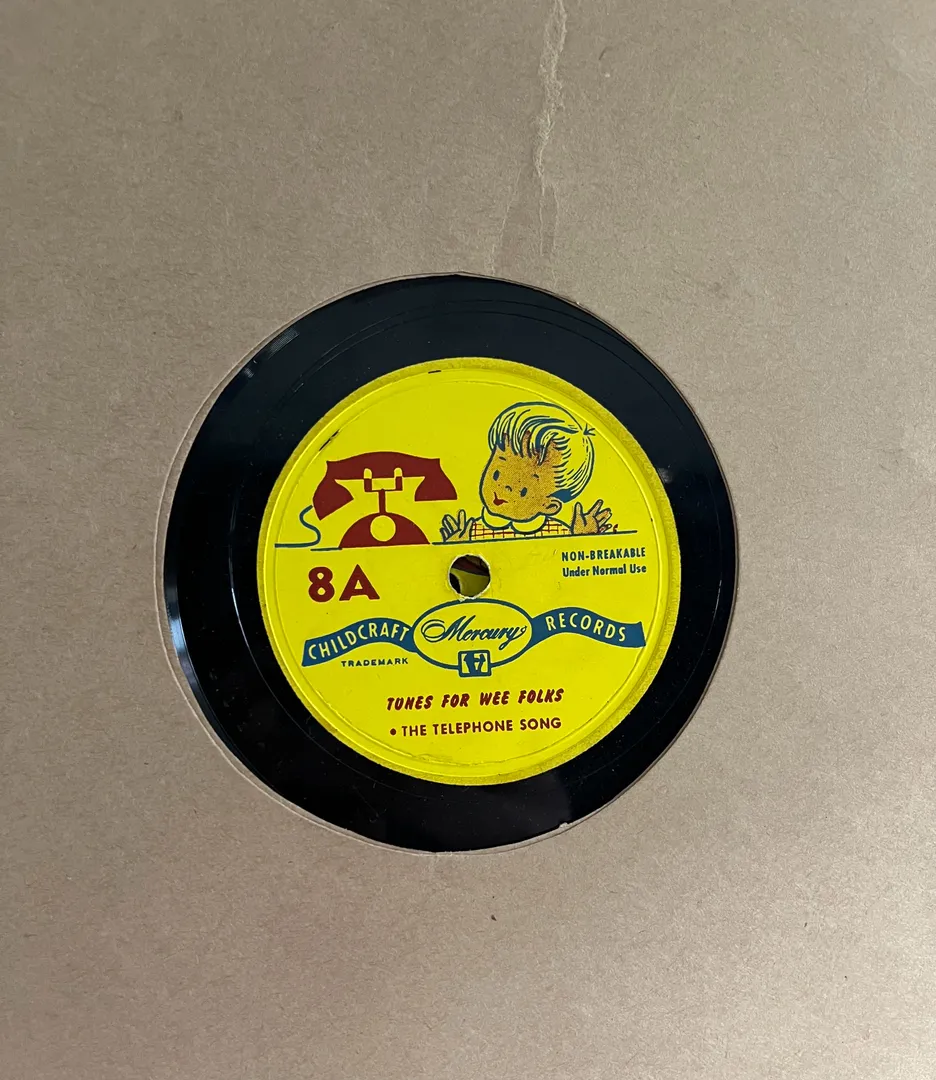 NON-BREAKABLE
Under Normal Use
8A
CHILDCRAFT Mercury RECORDS
TRADEMARK
TUNES FOR WEE FOLKS
• THE TELEPHONE SONG